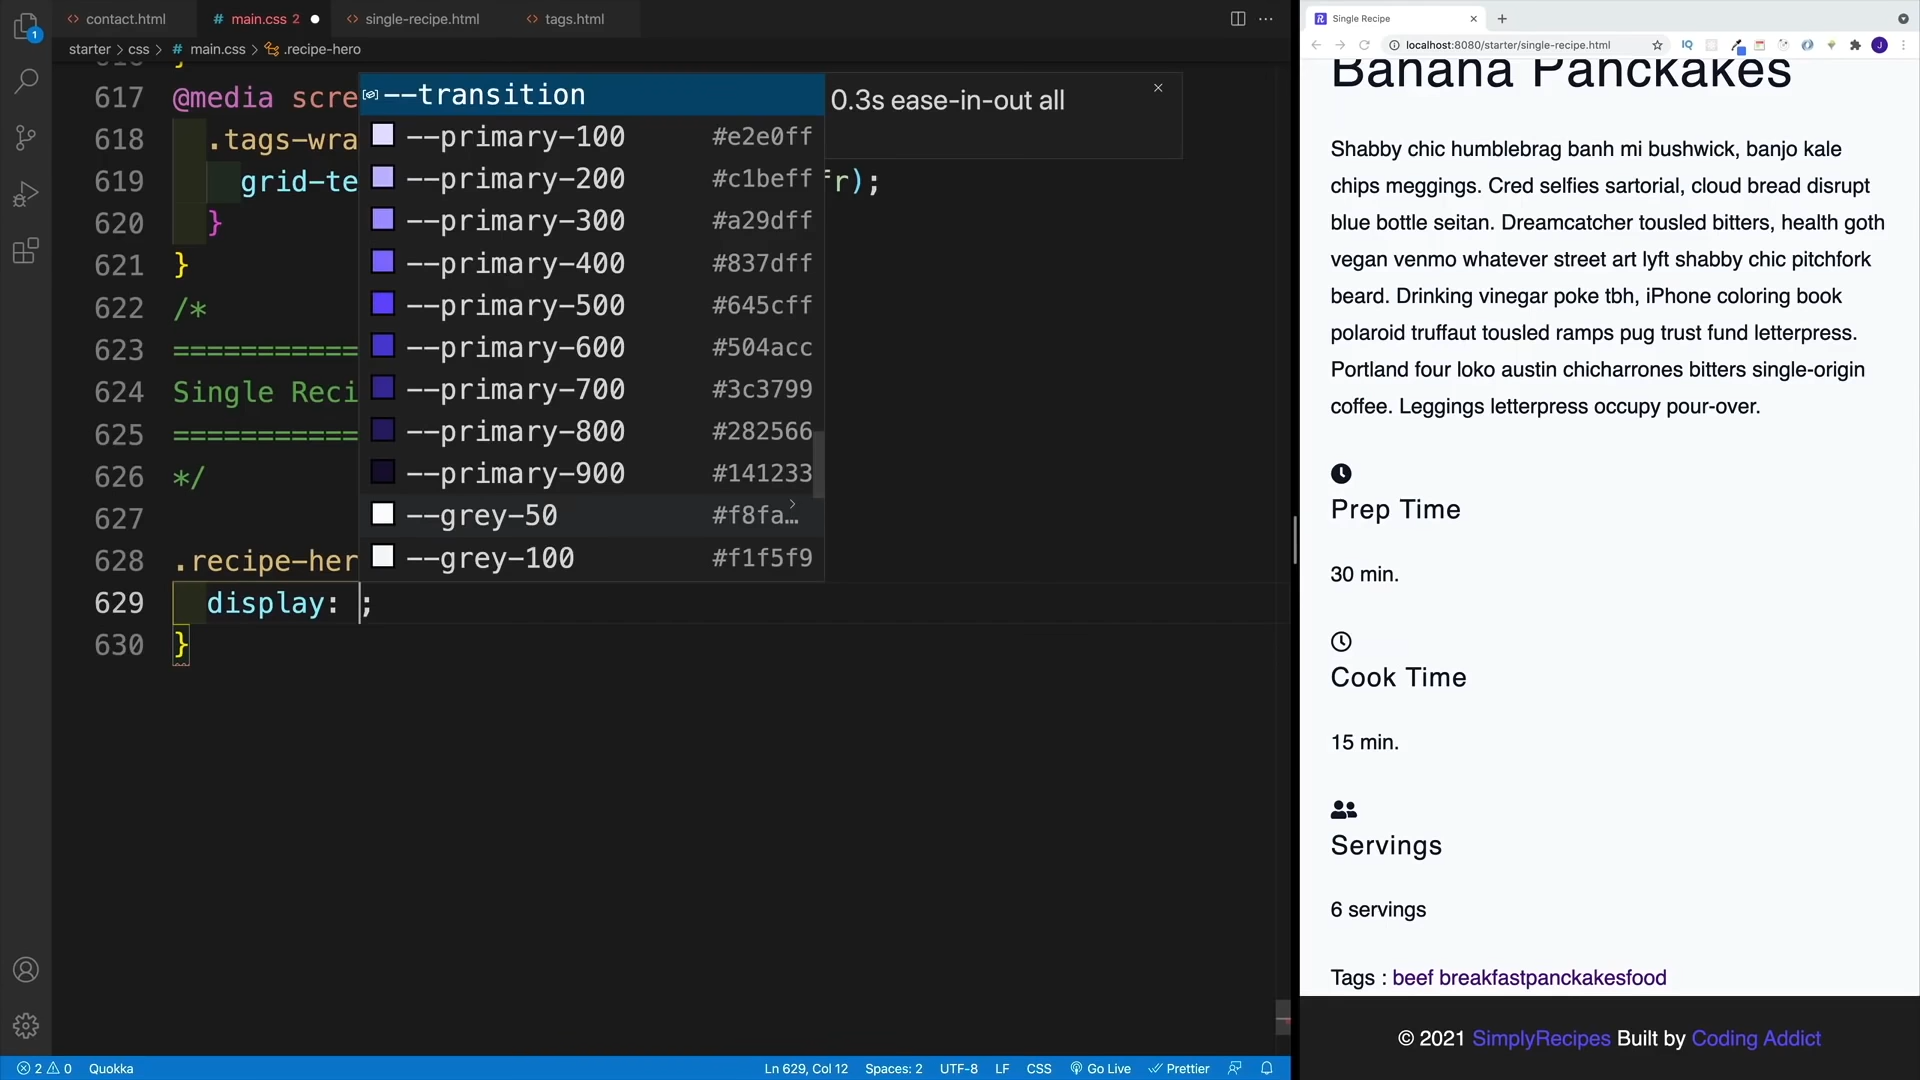 contact.html
main.css 2
single-recipe.html
tags.html
starter > css > main.css > .recipe-hero
617 @media scre
618 .tags-wra
619 grid-te fr);
620 }
621 }
622 /*
623 ===========
624 Single Reci
625 ===========
626 */
627
628 .recipe-her
629 display: ;
630 }
--transition
0.3s ease-in-out all
--primary-100 #e2e0ff
--primary-200 #c1beff
--primary-300 #a29dff
--primary-400 #837dff
--primary-500 #645cff
--primary-600 #504acc
--primary-700 #3c3799
--primary-800 #282566
--primary-900 #141233
--grey-50 #f8fa…
--grey-100 #f1f5f9
1
2 0 Quokka
Ln 629, Col 12 Spaces: 2 UTF-8 LF CSS Go Live Prettier
Single Recipe
localhost:8080/starter/single-recipe.html
IQ
J
Banana Panckakes
Shabby chic humblebrag banh mi bushwick, banjo kale
chips meggings. Cred selfies sartorial, cloud bread disrupt
blue bottle seitan. Dreamcatcher tousled bitters, health goth
vegan venmo whatever street art lyft shabby chic pitchfork
beard. Drinking vinegar poke tbh, iPhone coloring book
polaroid truffaut tousled ramps pug trust fund letterpress.
Portland four loko austin chicharrones bitters single-origin
coffee. Leggings letterpress occupy pour-over.
Prep Time
30 min.
Cook Time
15 min.
Servings
6 servings
Tags : beef breakfastpanckakesfood
© 2021 SimplyRecipes Built by Coding Addict